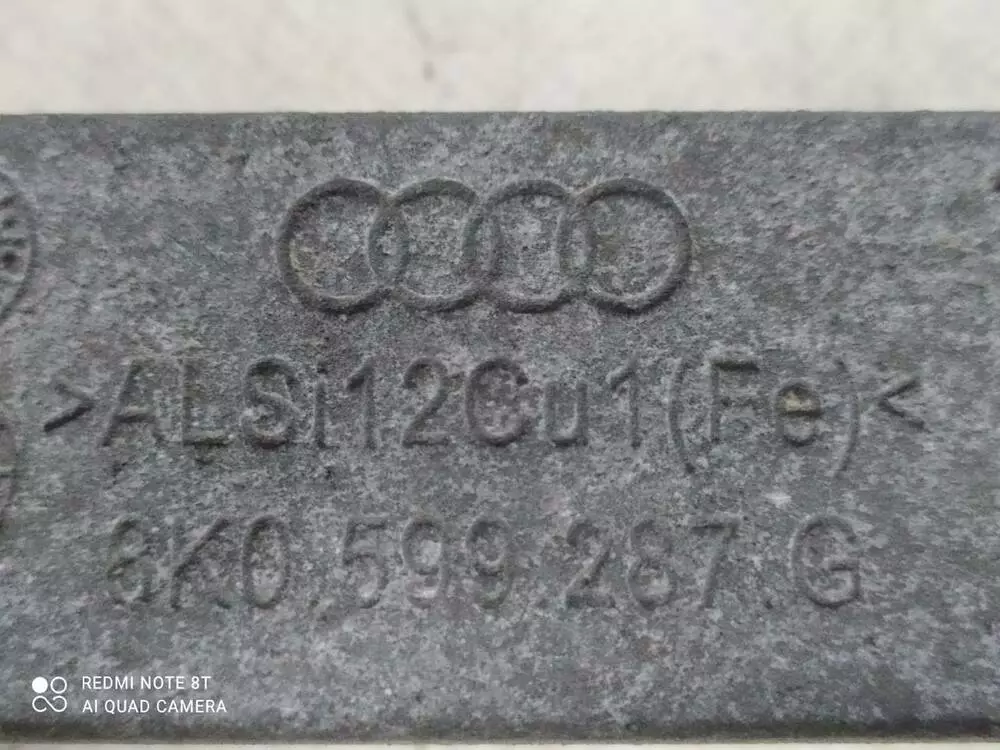 >ALSi12Cu1(Fe)<
8K0.599.287.G
REDMI NOTE 8T
AI QUAD CAMERA